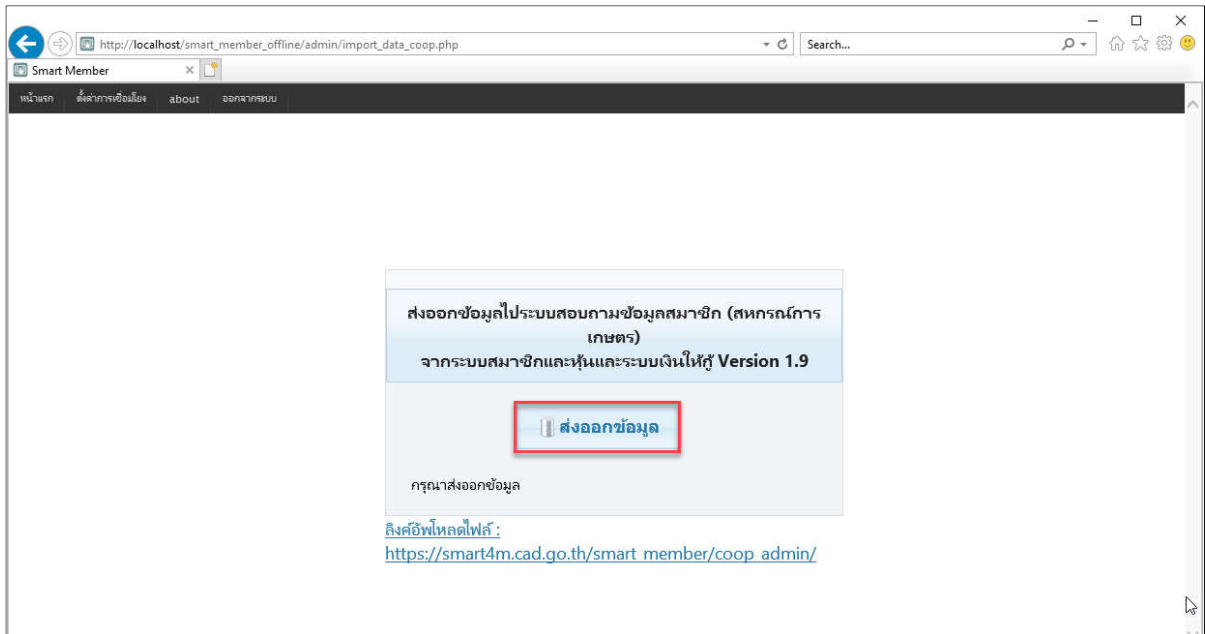 http://localhost/smart_member_offline/admin/import_data_coop.php
Search...
Smart Member
หน้าแรก ตั้งค่าการเชื่อมโยง about ออกจากระบบ
ส่งออกข้อมูลไประบบสอบถามข้อมูลสมาชิก (สหกรณ์การ
เกษตร)
จากระบบสมาชิกและหุ้นและระบบเงินให้กู้ Version 1.9
ส่งออกข้อมูล
กรุณาส่งออกข้อมูล
ลิงค์อัพโหลดไฟล์ :
https://smart4m.cad.go.th/smart_member/coop_admin/